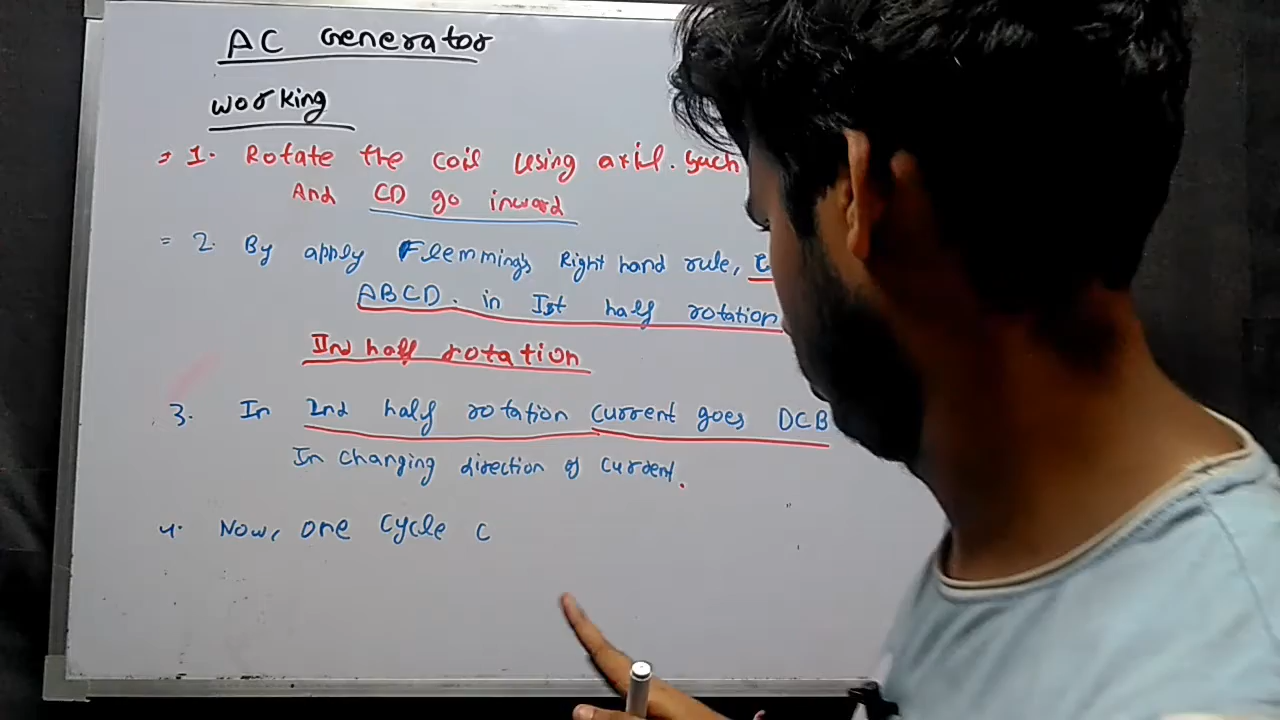 AC Generator
working
1. Rotate the coil using axil. Such
And CD go inward
2. By apply Flemming's Right hand rule,
ABCD. in Ist half rotation
IInd half rotation
3. In 2nd half rotation current goes DCB
In changing direction of current.
4. Now, one cycle c